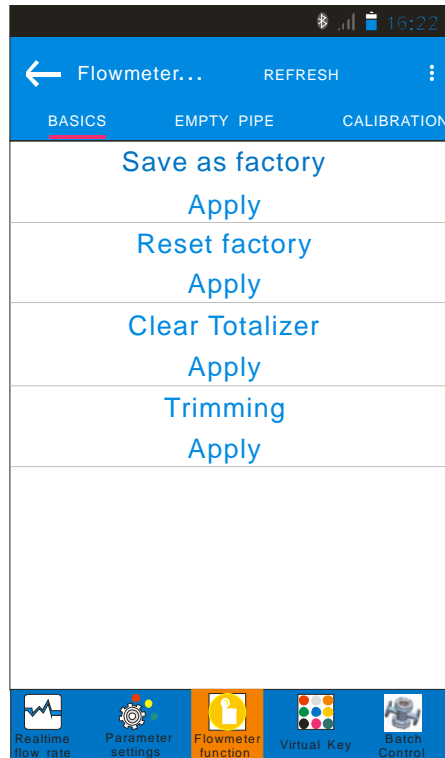 16:22
Flowmeter... REFRESH
BASICS EMPTY PIPE CALIBRATION
Save as factory
Apply
Reset factory
Apply
Clear Totalizer
Apply
Trimming
Apply
Realtime flow rate
Parameter settings
Flowmeter function
Virtual Key
Batch Control